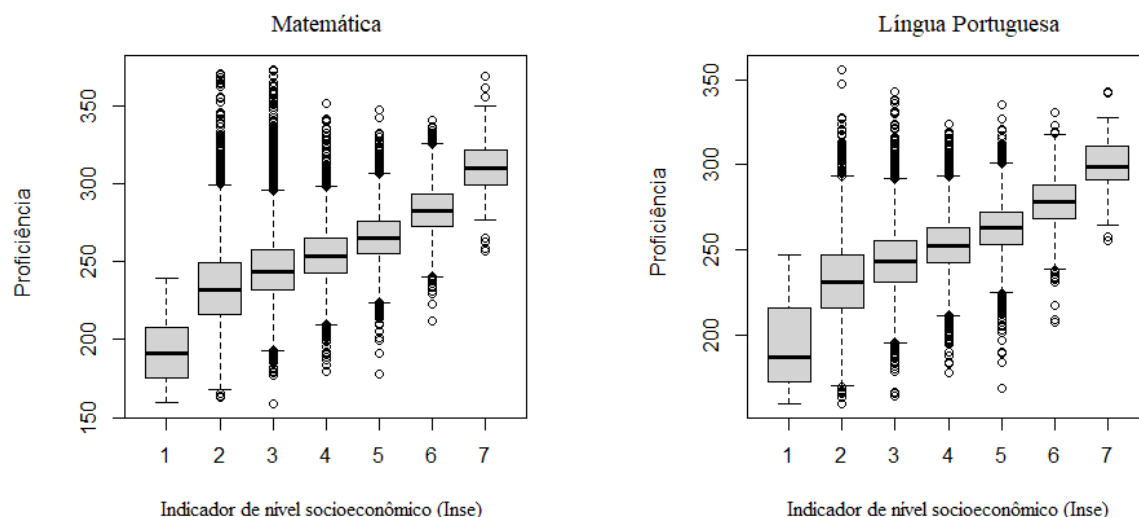 Matemática
Proficiência
350
300
250
200
150
1 2 3 4 5 6 7
Indicador de nível socioeconômico (Inse)
Língua Portuguesa
Proficiência
350
300
250
200
1 2 3 4 5 6 7
Indicador de nível socioeconômico (Inse)